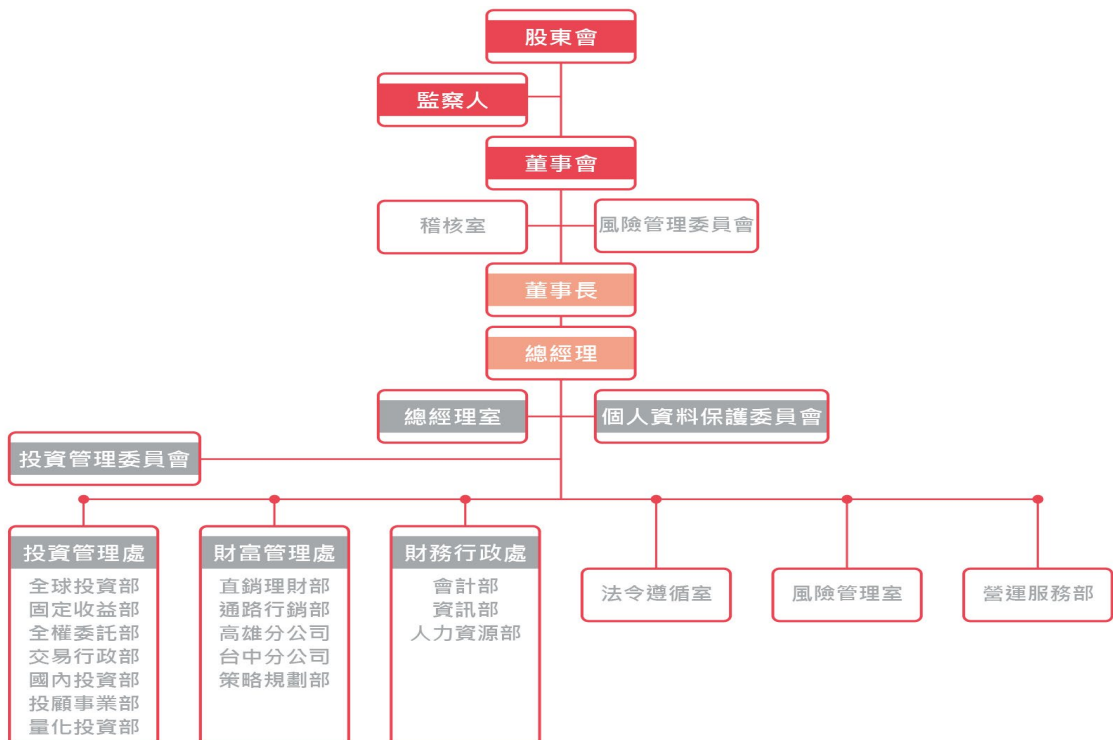 股東會
監察人
董事會
稽核室
風險管理委員會
董事長
總經理
總經理室
個人資料保護委員會
投資管理委員會
投資管理處
全球投資部
固定收益部
全權委託部
交易行政部
國內投資部
投顧事業部
量化投資部
財富管理處
直銷理財部
通路行銷部
高雄分公司
台中分公司
策略規劃部
財務行政處
會計部
資訊部
人力資源部
法令遵循室
風險管理室
營運服務部